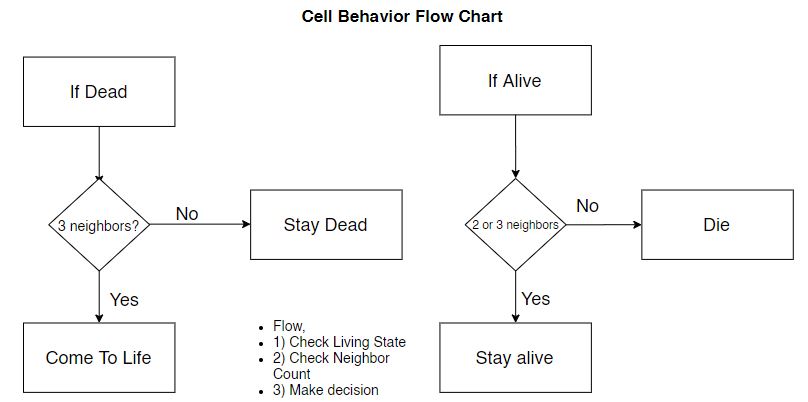 Cell Behavior Flow Chart
If Dead
If Alive
3 neighbors?
No
Stay Dead
2 or 3 neighbors
No
Die
Yes
Yes
Come To Life
Flow,
1) Check Living State
2) Check Neighbor
Count
3) Make decision
Stay alive